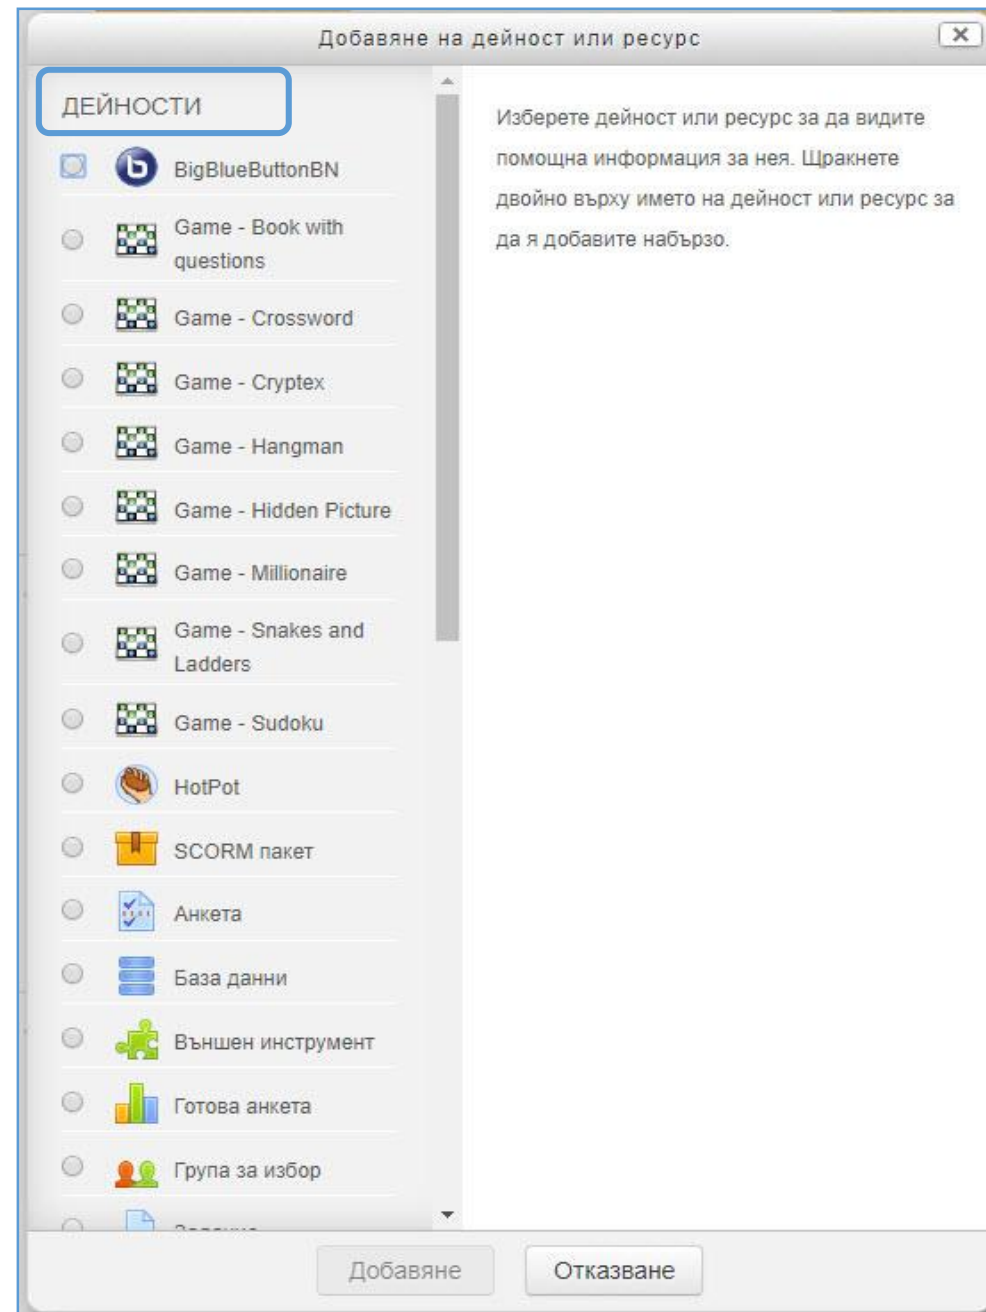 Добавяне на дейност или ресурс
ДЕЙНОСТИ
BigBlueButtonBN
Game - Book with
questions
Game - Crossword
Game - Cryptex
Game - Hangman
Game - Hidden Picture
Game - Millionaire
Game - Snakes and
Ladders
Game - Sudoku
HotPot
SCORM пакет
Анкета
База данни
Външен инструмент
Готова анкета
Група за избор
Изберете дейност или ресурс за да видите
помощна информация за нея. Щракнете
двойно върху името на дейност или ресурс за
да я добавите набързо.
Добавяне
Отказване